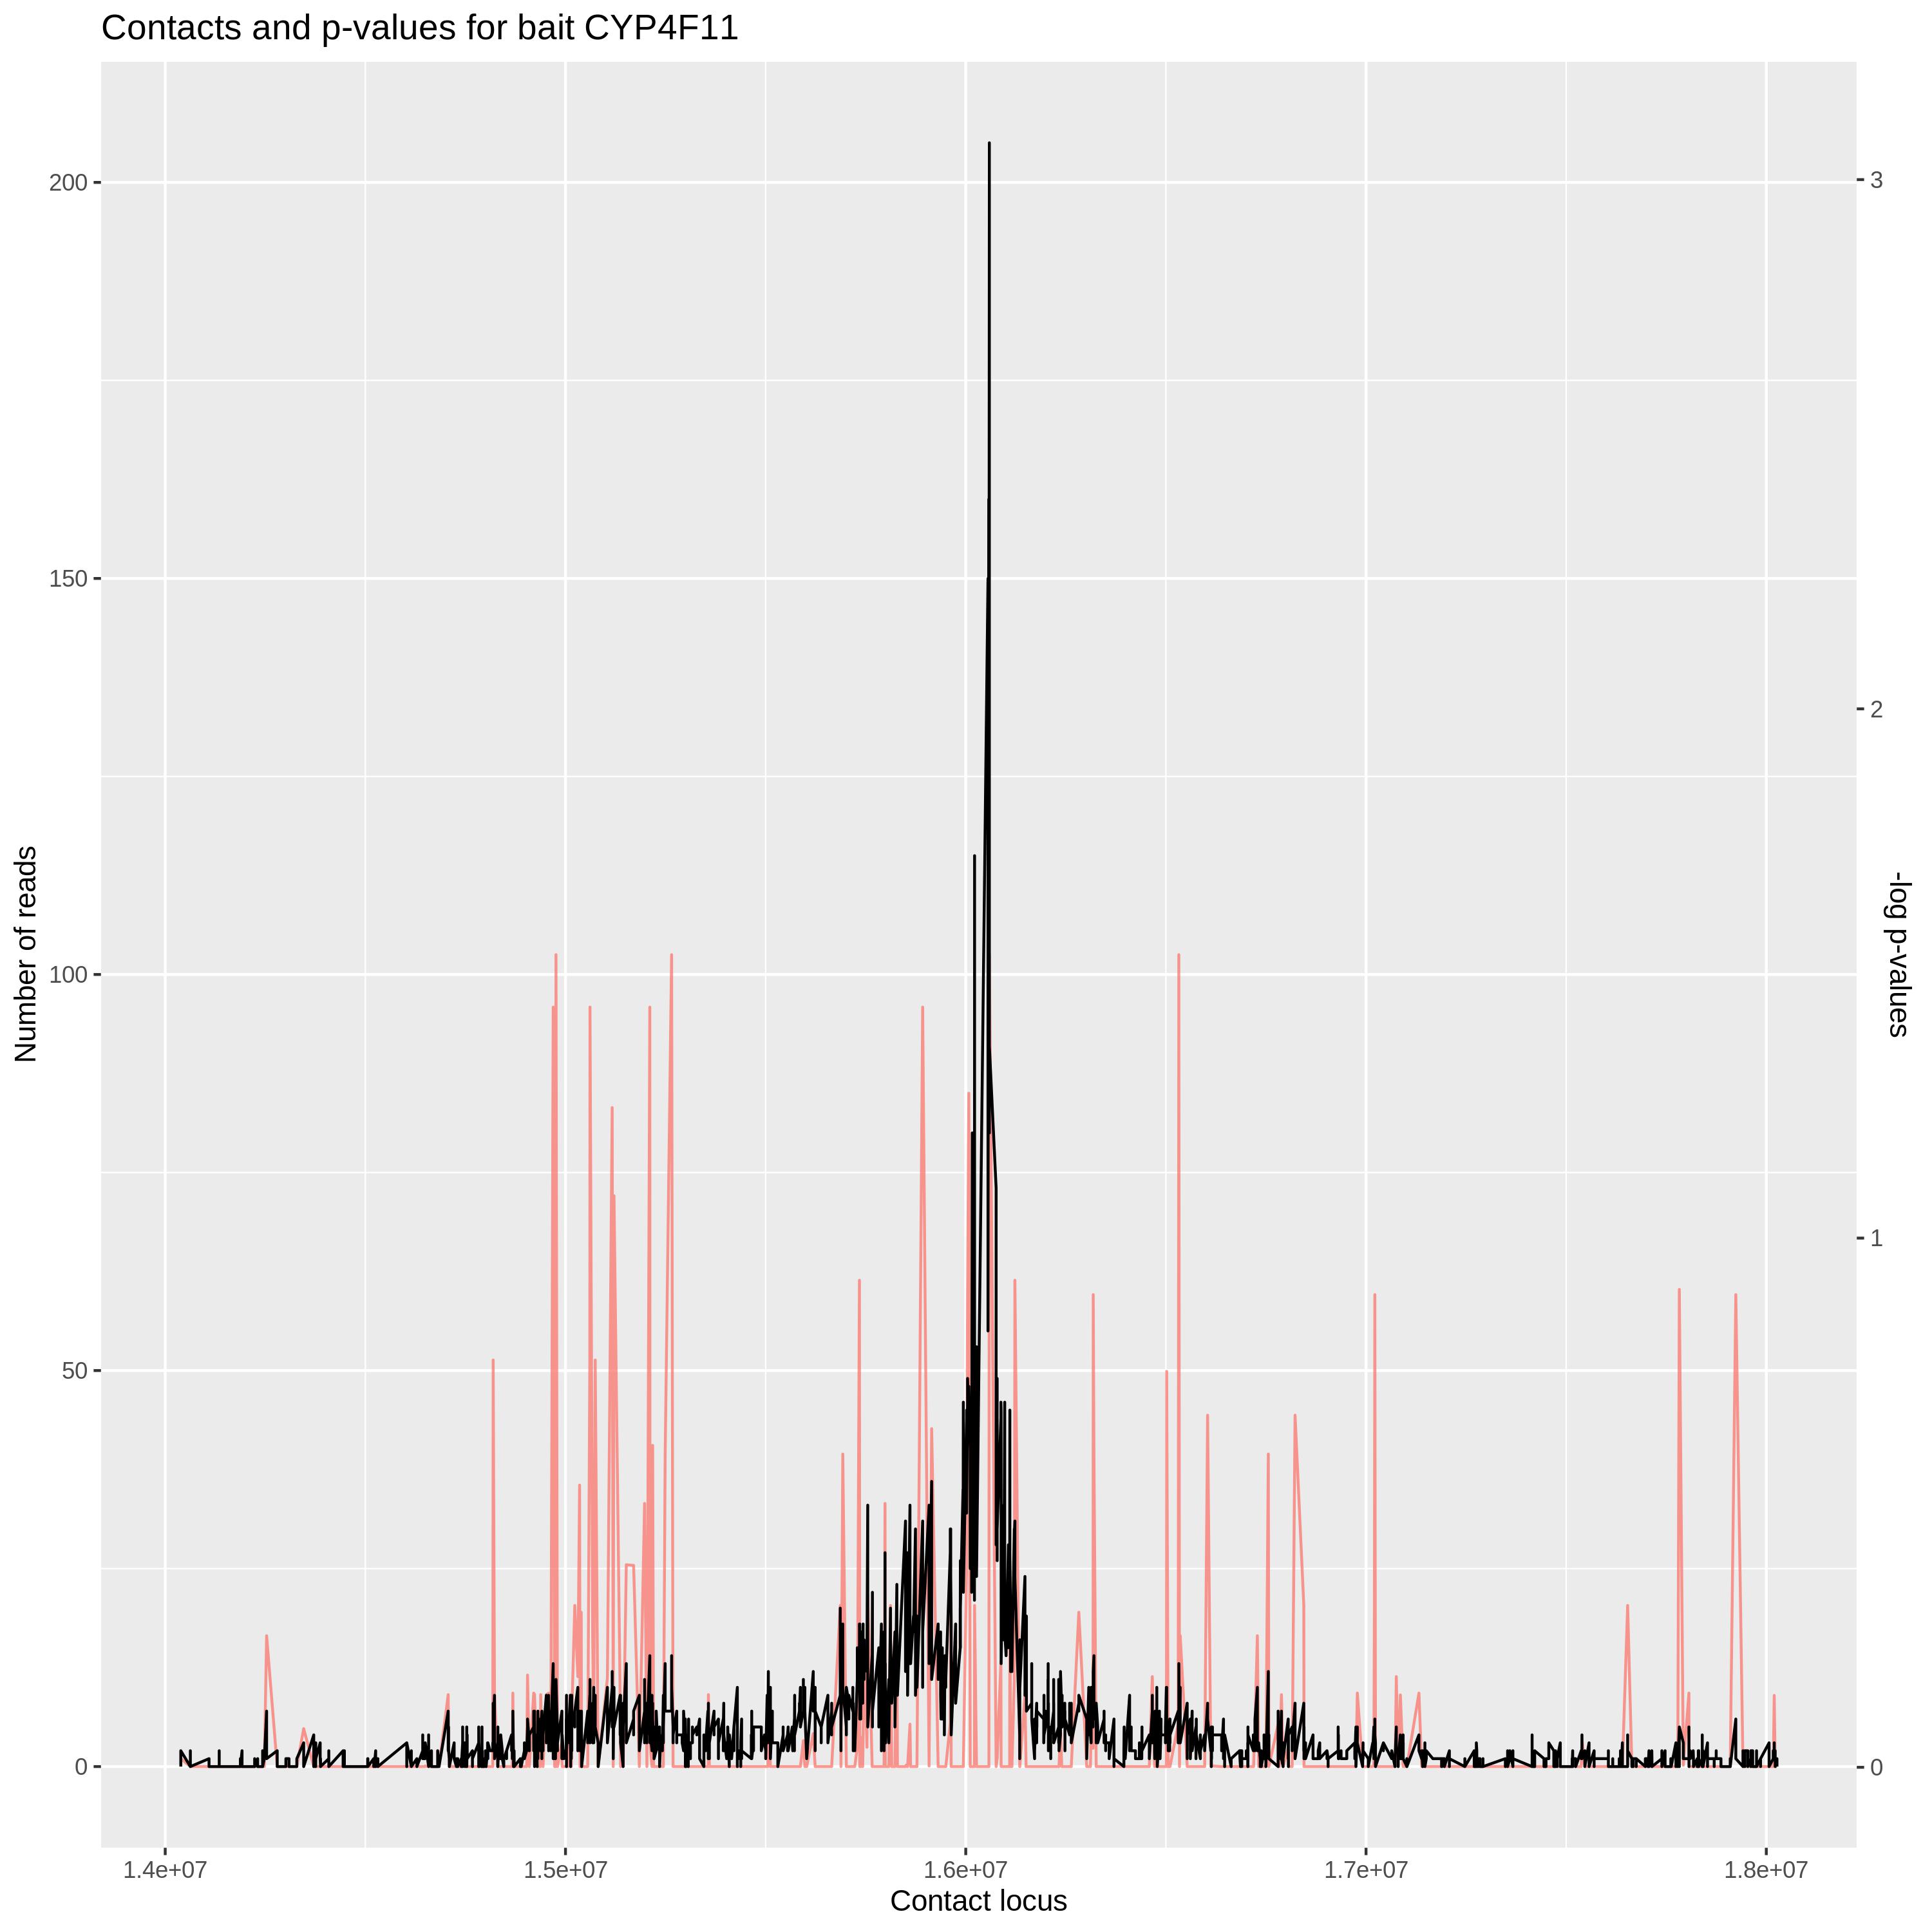 Contacts and p-values for bait CYP4F11
200
150
100
50
0
Number of reads
3
2
1
0
-log p-values
1.4e+07 1.5e+07 1.6e+07 1.7e+07 1.8e+07
Contact locus